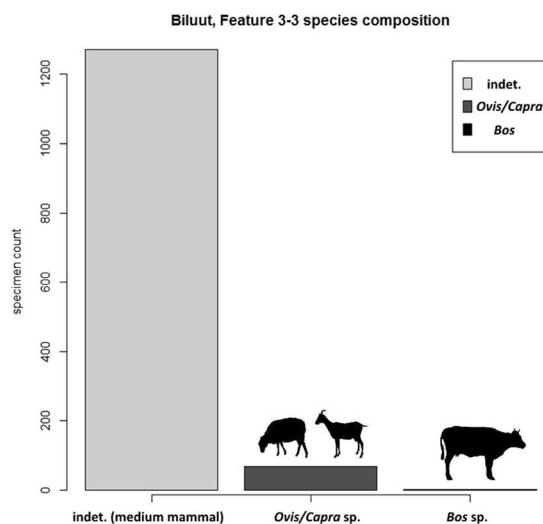 Biluut, Feature 3-3 species composition
indet.
Ovis/Capra
Bos
specimen count
1200
1000
800
600
400
200
0
indet. (medium mammal)
Ovis/Capra sp.
Bos sp.